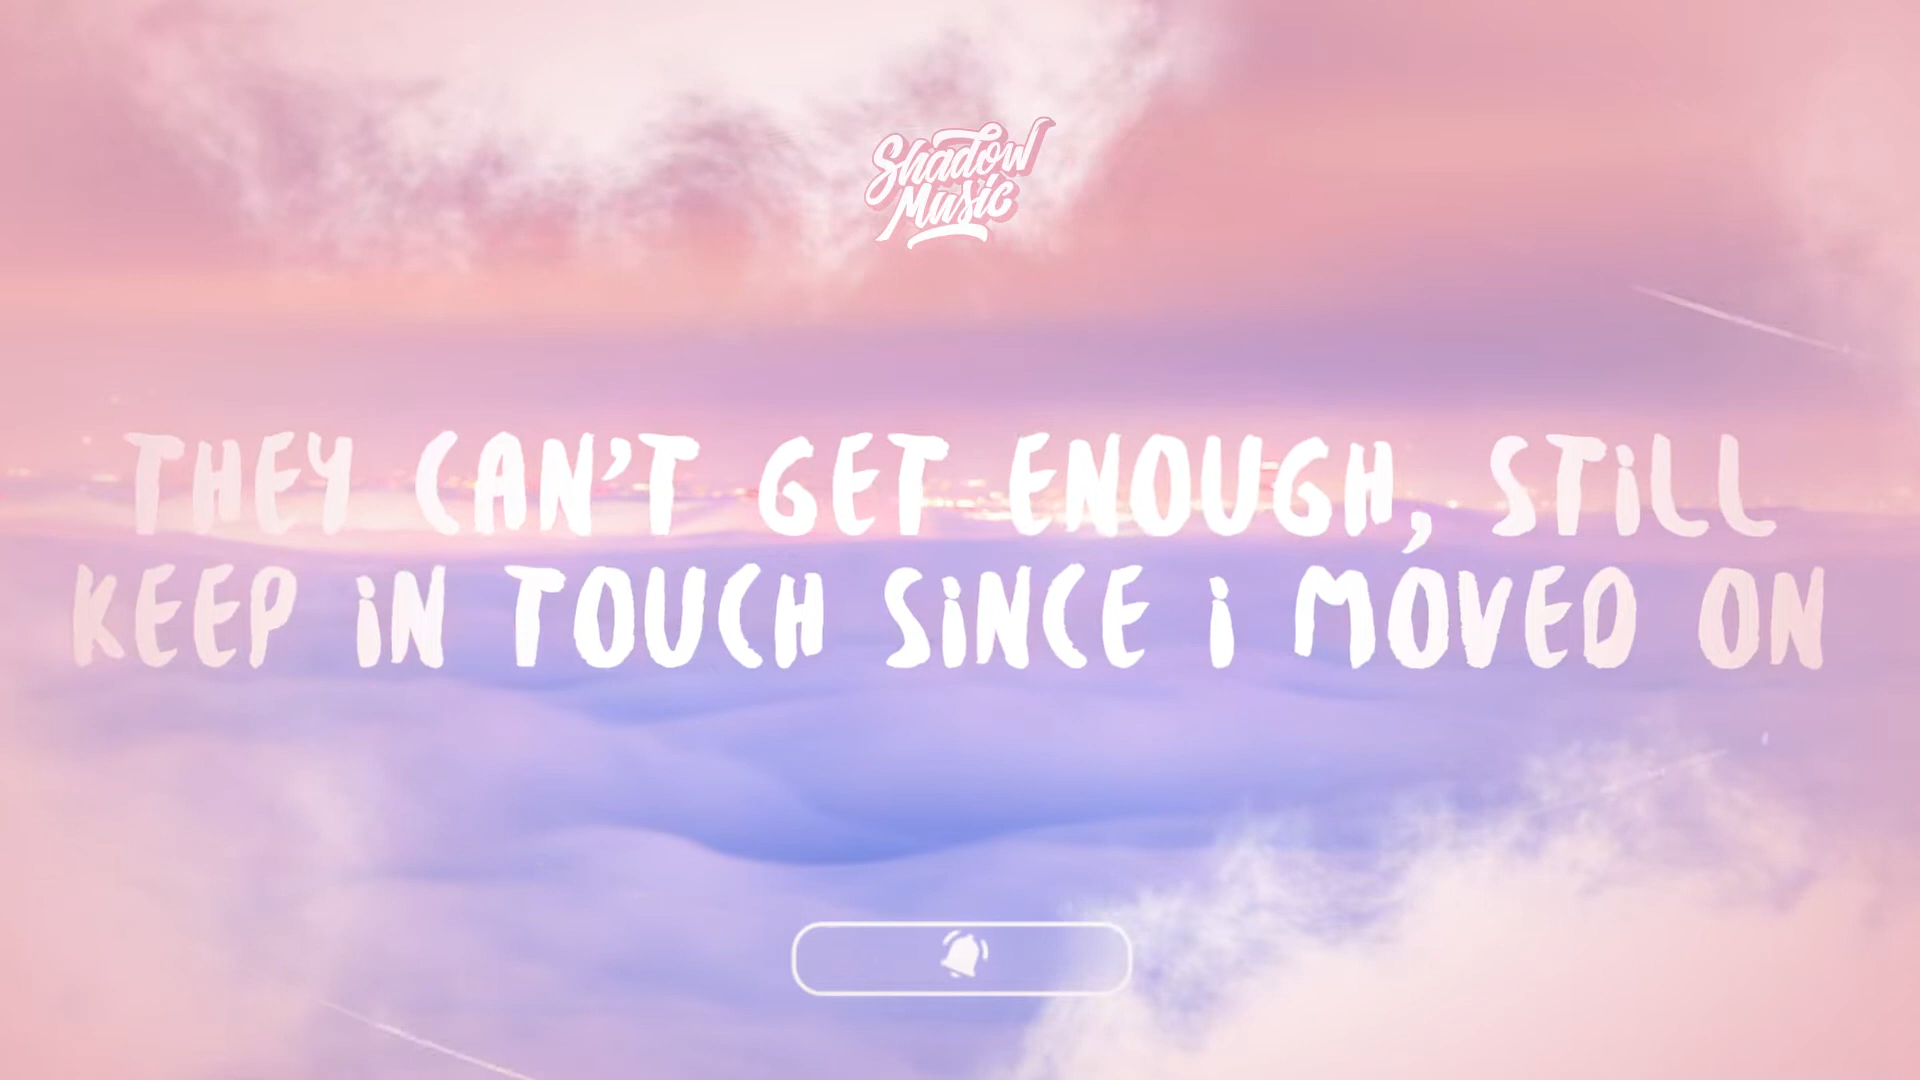 Shadow
Music
THEY CAN'T GET ENOUGH, STiLL
KEEP iN TOUCH SiNCE i MOVED ON